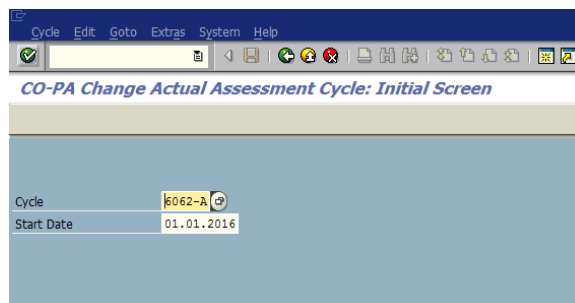 Cycle Edit Goto Extras System Help
CO-PA Change Actual Assessment Cycle: Initial Screen
Cycle 6062-A
Start Date 01.01.2016